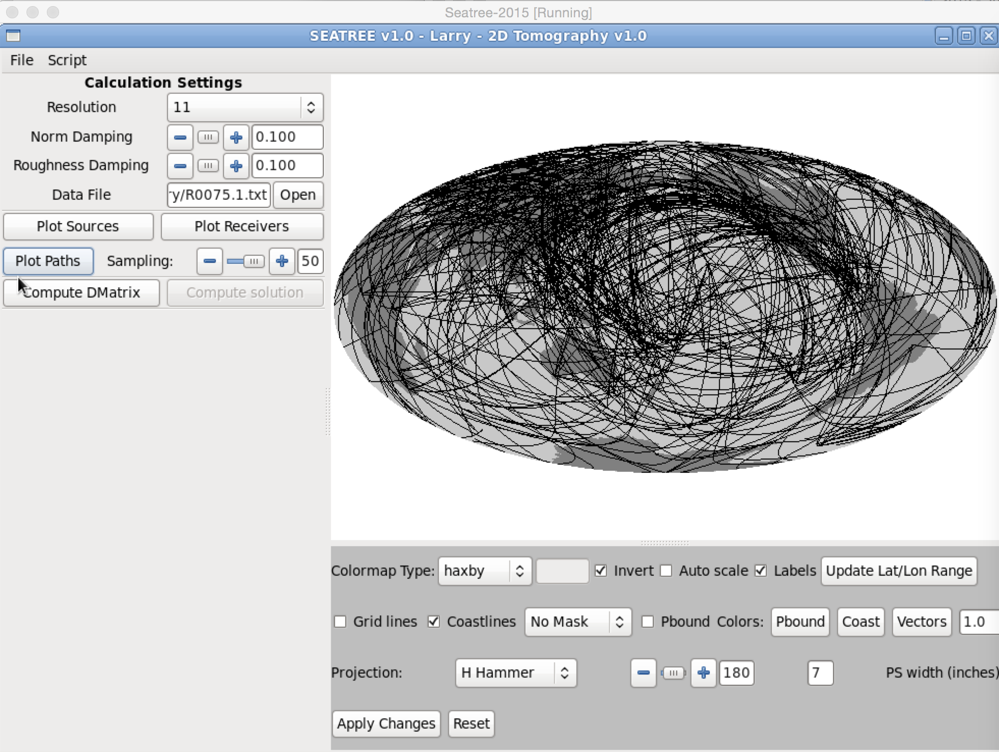 Seatree-2015 [Running]
SEATREE v1.0 - Larry - 2D Tomography v1.0
File Script
Calculation Settings
Resolution 11
Norm Damping 0.100
Roughness Damping 0.100
Data File ry/R0075.1.txt Open
Plot Sources Plot Receivers
Plot Paths Sampling: 50
Compute DMatrix Compute solution
Colormap Type: haxby Invert Auto scale Labels Update Lat/Lon Range
Grid lines Coastlines No Mask Pbound Colors: Pbound Coast Vectors 1.0
Projection: H Hammer 180 7 PS width (inches)
Apply Changes Reset